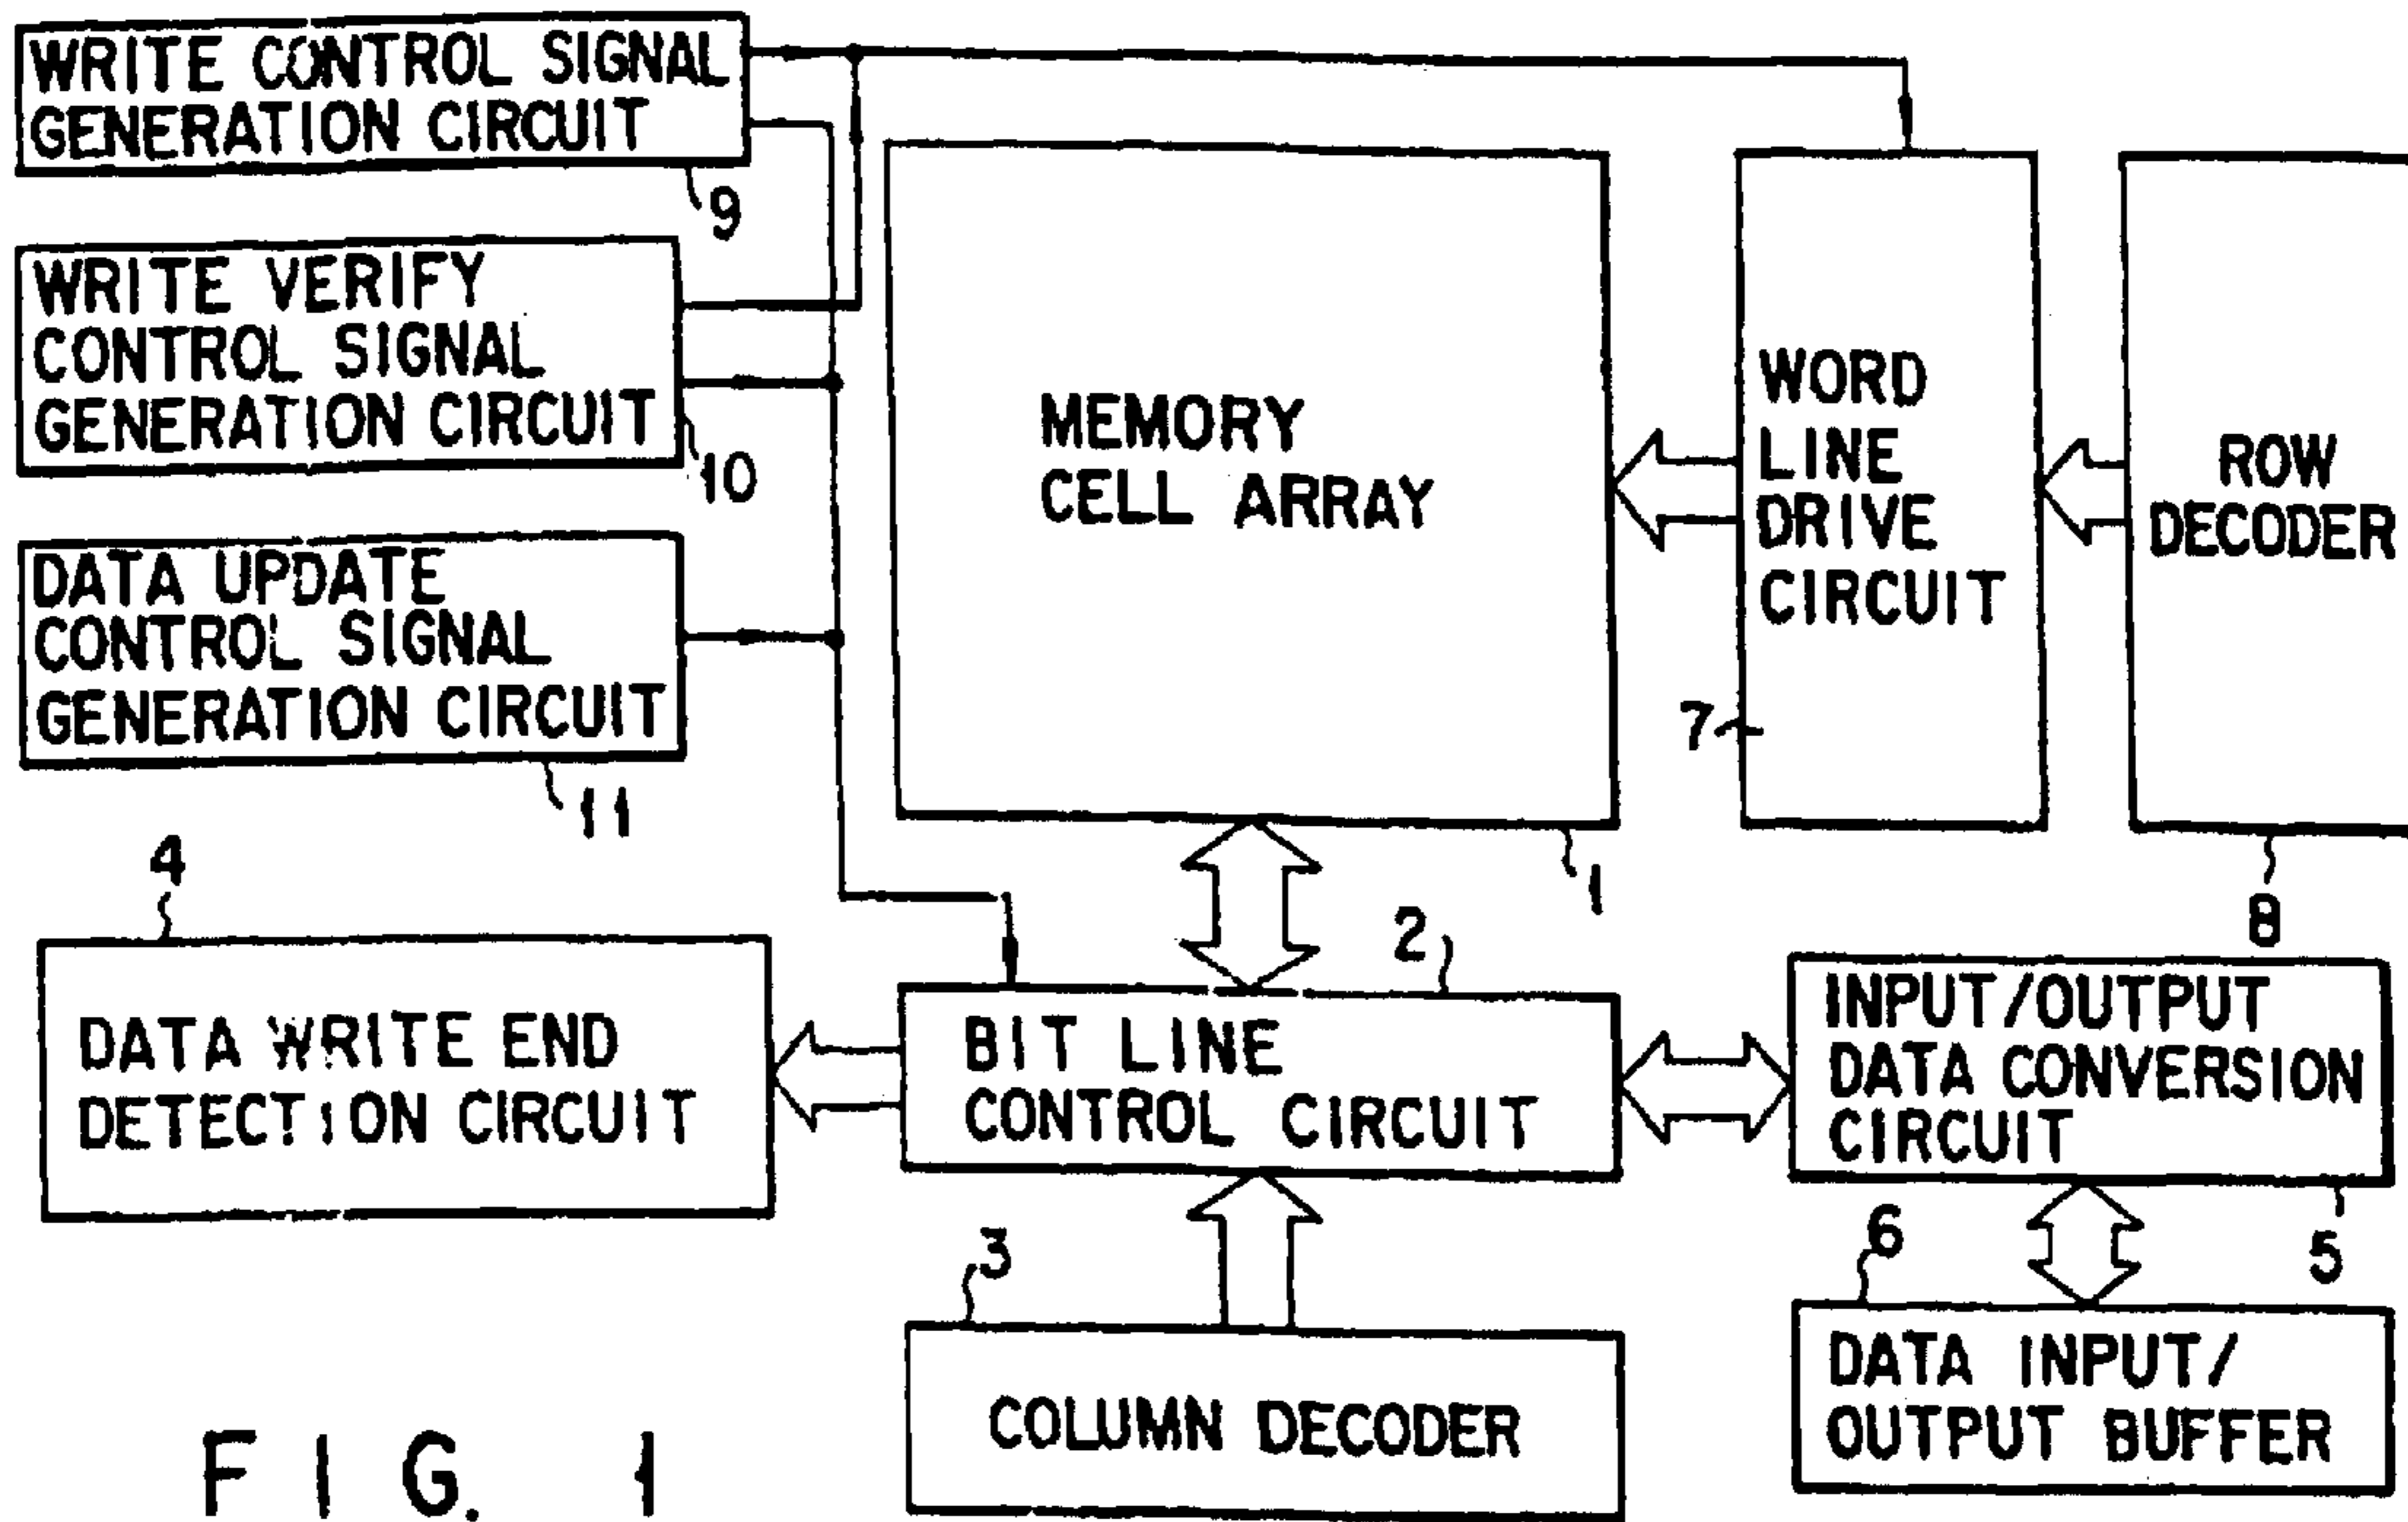 WRITE CONTROL SIGNAL
GENERATION CIRCUIT
9
WRITE VERIFY
CONTROL SIGNAL
GENERATION CIRCUIT
10
DATA UPDATE
CONTROL SIGNAL
GENERATION CIRCUIT
11
MEMORY
CELL ARRAY
1
WORD
LINE
DRIVE
CIRCUIT
7
ROW
DECODER
8
4
DATA WRITE END
DETECTION CIRCUIT
2
BIT LINE
CONTROL CIRCUIT
INPUT/OUTPUT
DATA CONVERSION
CIRCUIT
5
3
COLUMN DECODER
6
DATA INPUT/
OUTPUT BUFFER
FIG. 1